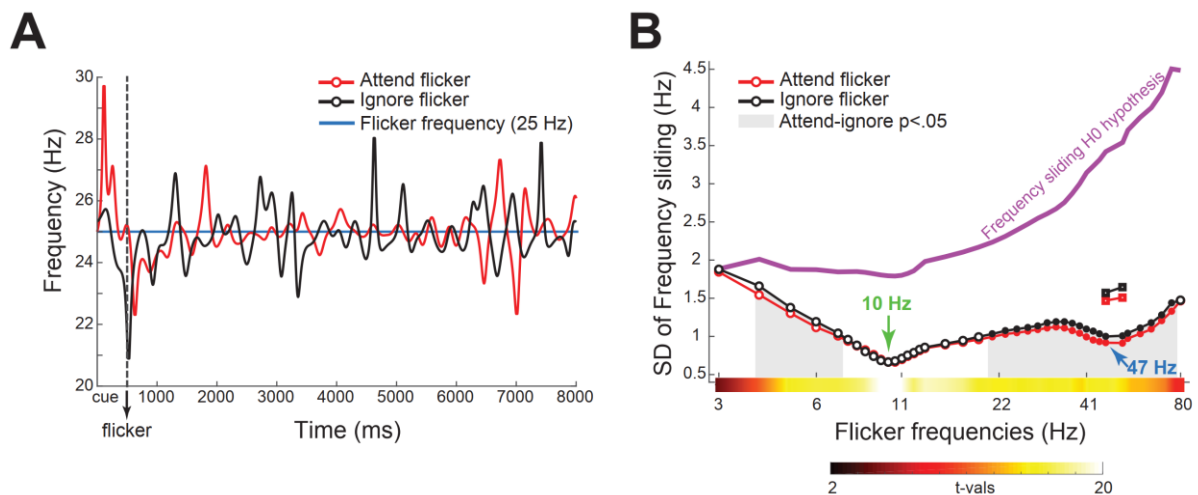 A
Attend flicker
Ignore flicker
Flicker frequency (25 Hz)
Frequency (Hz)
30
28
26
24
22
20
cue 1000 2000 3000 4000 5000 6000 7000 8000
flicker
Time (ms)
B
Attend flicker
Ignore flicker
Attend-ignore p<.05
Frequency sliding H0 hypothesis
SD of Frequency sliding (Hz)
4.5
4
3.5
3
2.5
2
1.5
1
0.5
10 Hz
47 Hz
3 6 11 22 41 80
Flicker frequencies (Hz)
2 t-vals 20